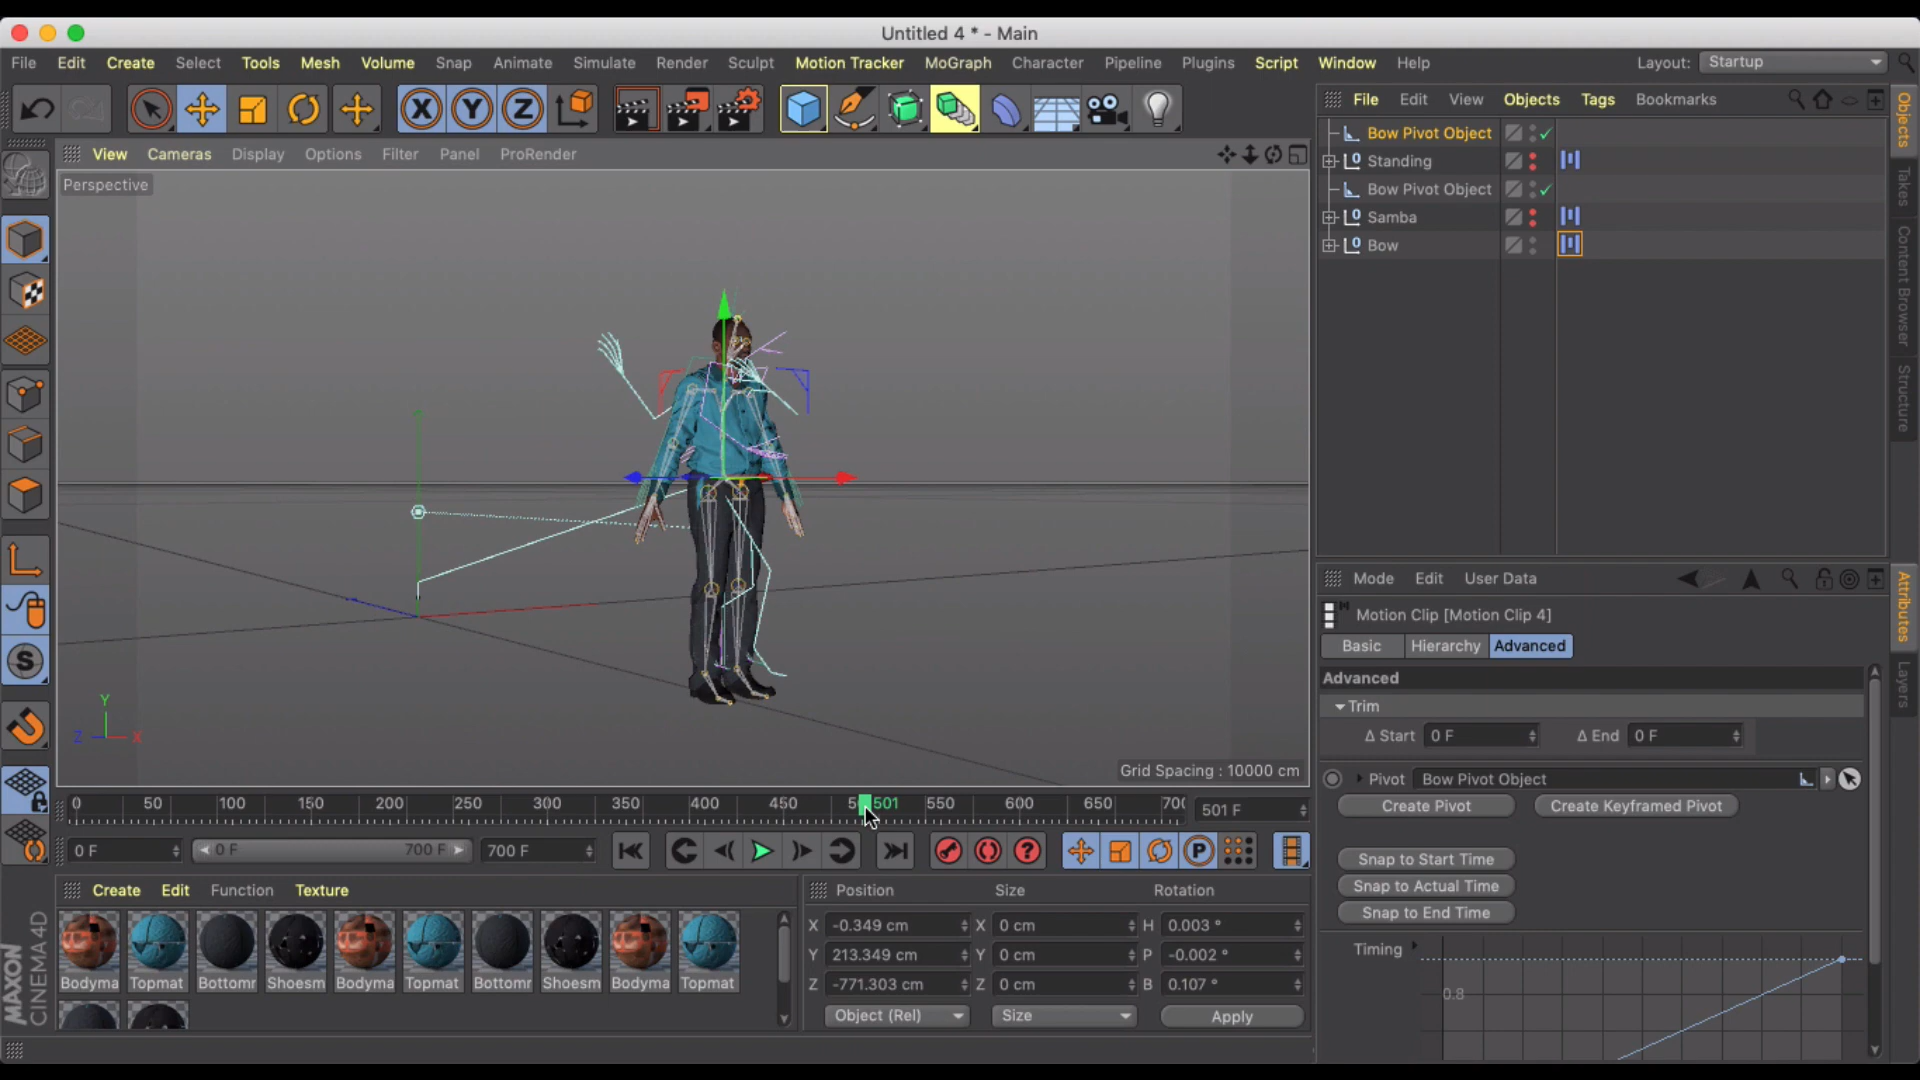 Untitled 4 * - Main
File Edit Create Select Tools Mesh Volume Snap Animate Simulate Render Sculpt Motion Tracker MoGraph Character Pipeline Plugins Script Window Help Layout: Startup
X Y Z
File Edit View Objects Tags Bookmarks
Bow Pivot Object
Standing
Bow Pivot Object
Samba
Bow
Objects
Takes
Content Browser
Structure
View Cameras Display Options Filter Panel ProRender
Perspective
Y
Z X
Grid Spacing : 10000 cm
Mode Edit User Data
Motion Clip [Motion Clip 4]
Basic Hierarchy Advanced
Advanced
Trim
Δ Start 0 F Δ End 0 F
Pivot Bow Pivot Object
Create Pivot Create Keyframed Pivot
Snap to Start Time
Snap to Actual Time
Snap to End Time
Timing
0.8
Attributes
Layers
0 50 100 150 200 250 300 350 400 450 501 550 600 650 501 F
0 F 0 F 700 F 700 F
Create Edit Function Texture
Bodyma Topmat Bottomr Shoesm Bodyma Topmat Bottomr Shoesm Bodyma Topmat
Position Size Rotation
X -0.349 cm X 0 cm H 0.003 °
Y 213.349 cm Y 0 cm P -0.002 °
Z -771.303 cm Z 0 cm B 0.107 °
Object (Rel) Size Apply
MAXON
CINEMA 4D